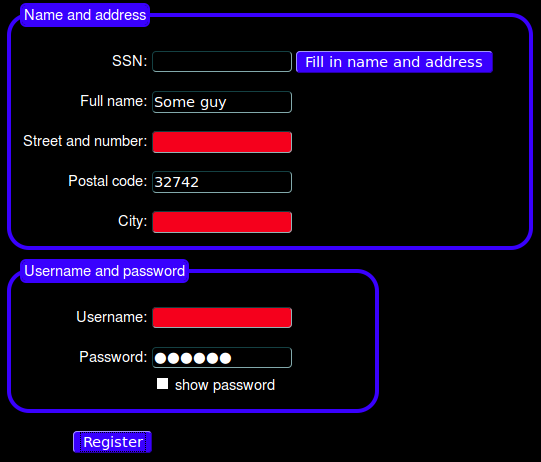 Name and address
SSN: Fill in name and address
Full name: Some guy
Street and number:
Postal code: 32742
City:
Username and password
Username:
Password: ●●●●●●
show password
Register